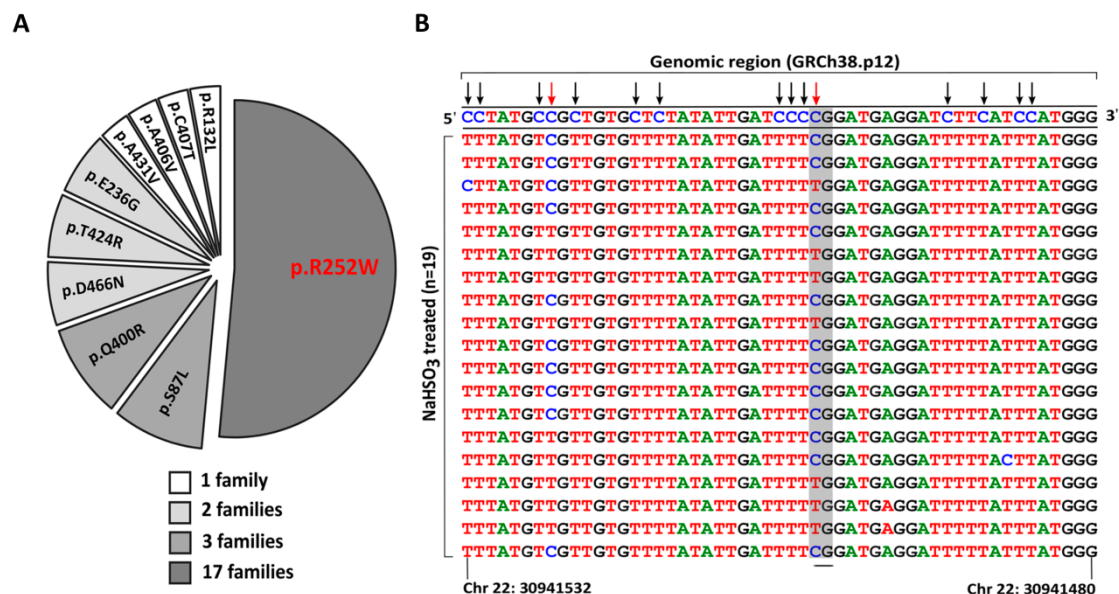 A
B
p.R132L
p.C407T
p.A406V
p.A431V
p.E236G
p.T424R
p.D466N
p.Q400R
p.S87L
p.R252W
1 family
2 families
3 families
17 families
Genomic region (GRCh38.p12)
5' CCTATGCCGCTGTGCTCTATATTGATCCCCGGATGAGGATCTTCATCCATGGG 3'
NaHSO3 treated (n=19)
TTTATGTCGTTGTGTTTTATATTGATTTTCGGATGAGGATTTTTATTTATGGG
TTTATGTCGTTGTGTTTTATATTGATTTTCGGATGAGGATTTTTATTTATGGG
CTTATGTCGTTGTGTTTTATATTGATTTTTGGATGAGGATTTTTATTTATGGG
TTTATGTCGTTGTGTTTTATATTGATTTTCGGATGAGGATTTTTATTTATGGG
TTTATGTTGTTGTGTTTTATATTGATTTTCGGATGAGGATTTTTATTTATGGG
TTTATGTTGTTGTGTTTTATATTGATTTTTGGATGAGGATTTTTATTTATGGG
TTTATGTTGTTGTGTTTTATATTGATTTTTGGATGAGGATTTTTATTTATGGG
TTTATGTCGTTGTGTTTTATATTGATTTTCGGATGAGGATTTTTATTTATGGG
TTTATGTTGTTGTGTTTTATATTGATTTTTGGATGAGGATTTTTATTTATGGG
TTTATGTCGTTGTGTTTTATATTGATTTTCGGATGAGGATTTTTATTTATGGG
TTTATGTCGTTGTGTTTTATATTGATTTTCGGATGAGGATTTTTATTTATGGG
TTTATGTCGTTGTGTTTTATATTGATTTTCGGATGAGGATTTTTATTTATGGG
TTTATGTCGTTGTGTTTTATATTGATTTTCGGATGAGGATTTTTATTTATGGG
TTTATGTTGTTGTGTTTTATATTGATTTTCGGATGAGGATTTTTATTTATGGG
TTTATGTTGTTGTGTTTTATATTGATTTTCGGATGAGGATTTTTACTTATGGG
TTTATGTTGTTGTGTTTTATATTGATTTTTGGATGAGGATTTTTATTTATGGG
TTTATGTTGTTGTGTTTTATATTGATTTTTGGATGAGGATTTTTATTTATGGG
TTTATGTTGTTGTGTTTTATATTGATTTTTGGATGAGGATTTTTATTTATGGG
TTTATGTCGTTGTGTTTTATATTGATTTTCGGATGAGGATTTTTATTTATGGG
Chr 22: 30941532
Chr 22: 30941480